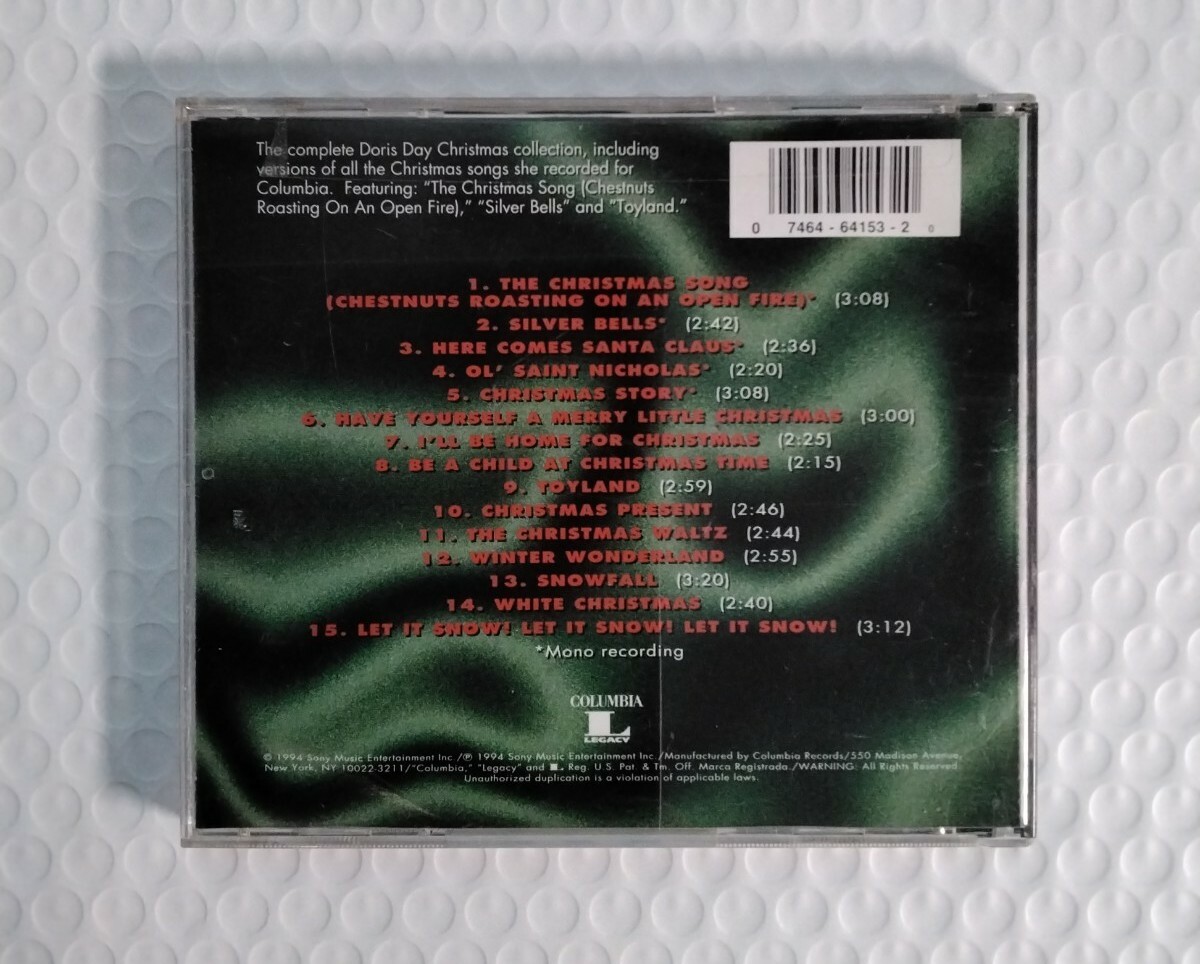 The complete Doris Day Christmas collection, including
versions of all the Christmas songs she recorded for
Columbia. Featuring: "The Christmas Song (Chestnuts
Roasting On An Open Fire)," "Silver Bells" and "Toyland."
0 7464-64153-2 0
1. THE CHRISTMAS SONG
(CHESTNUTS ROASTING ON AN OPEN FIRE)* (3:08)
2. SILVER BELLS* (2:42)
3. HERE COMES SANTA CLAUS* (2:36)
4. OL' SAINT NICHOLAS* (2:20)
5. CHRISTMAS STORY* (3:08)
6. HAVE YOURSELF A MERRY LITTLE CHRISTMAS (3:00)
7. I'LL BE HOME FOR CHRISTMAS (2:25)
8. BE A CHILD AT CHRISTMAS TIME (2:15)
9. TOYLAND (2:59)
10. CHRISTMAS PRESENT (2:46)
11. THE CHRISTMAS WALTZ (2:44)
12. WINTER WONDERLAND (2:55)
13. SNOWFALL (3:20)
14. WHITE CHRISTMAS (2:40)
15. LET IT SNOW! LET IT SNOW! LET IT SNOW! (3:12)
*Mono recording
COLUMBIA
L
LEGACY
© 1994 Sony Music Entertainment Inc./℗ 1994 Sony Music Entertainment Inc./Manufactured by Columbia Records/550 Madison Avenue,
New York, NY 10022-3211/"Columbia," "Legacy" and L Reg. U.S. Pat. & Tm. Off. Marca Registrada./WARNING: All Rights Reserved.
Unauthorized duplication is a violation of applicable laws.